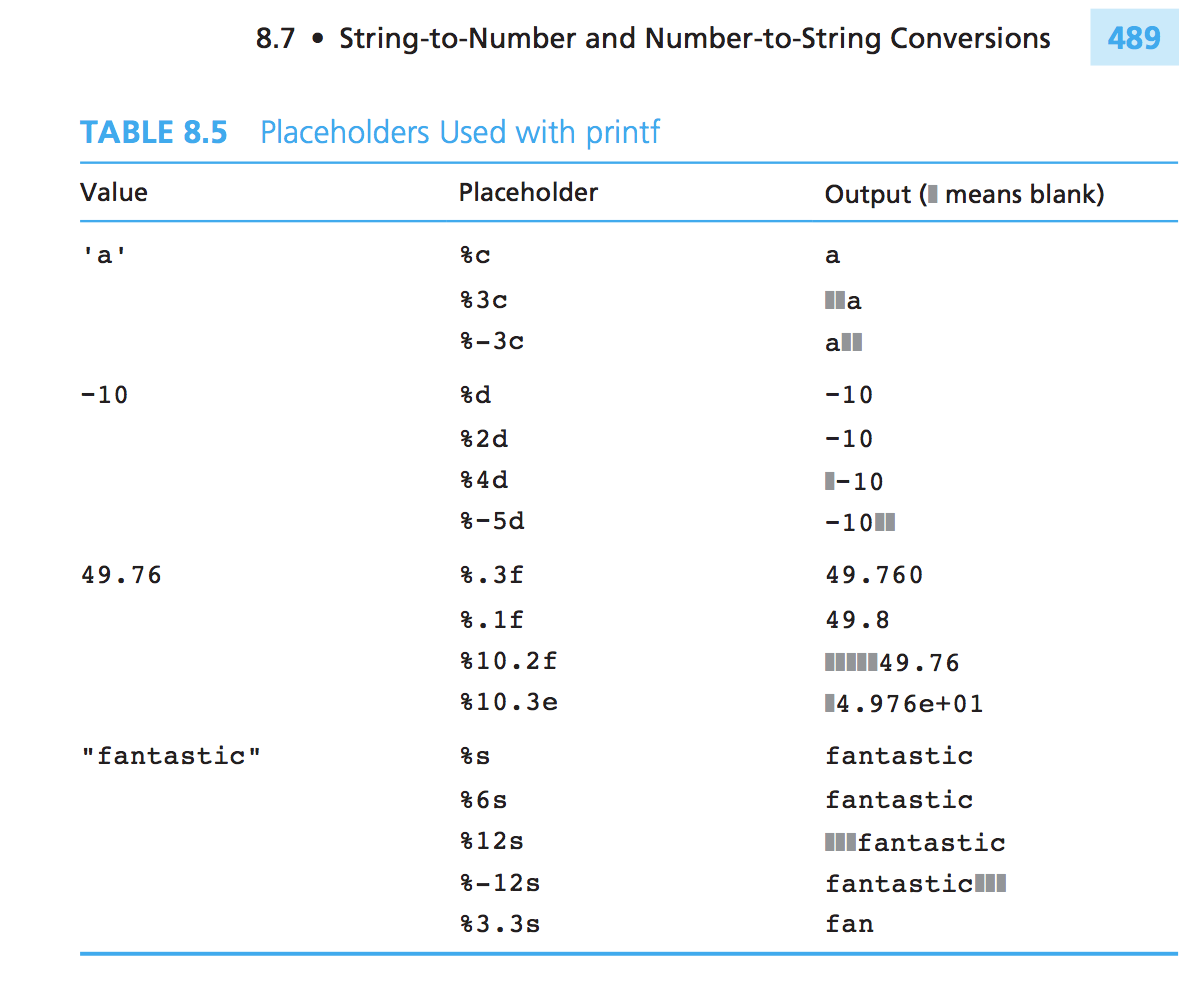 8.7 • String-to-Number and Number-to-String Conversions 489
TABLE 8.5 Placeholders Used with printf
Value Placeholder Output (▮ means blank)
'a' %c a
%3c ▮▮a
%-3c a▮▮
-10 %d -10
%2d -10
%4d ▮-10
%-5d -10▮▮
49.76 %.3f 49.760
%.1f 49.8
%10.2f ▮▮▮▮▮49.76
%10.3e ▮4.976e+01
"fantastic" %s fantastic
%6s fantastic
%12s ▮▮▮fantastic
%-12s fantastic▮▮▮
%3.3s fan